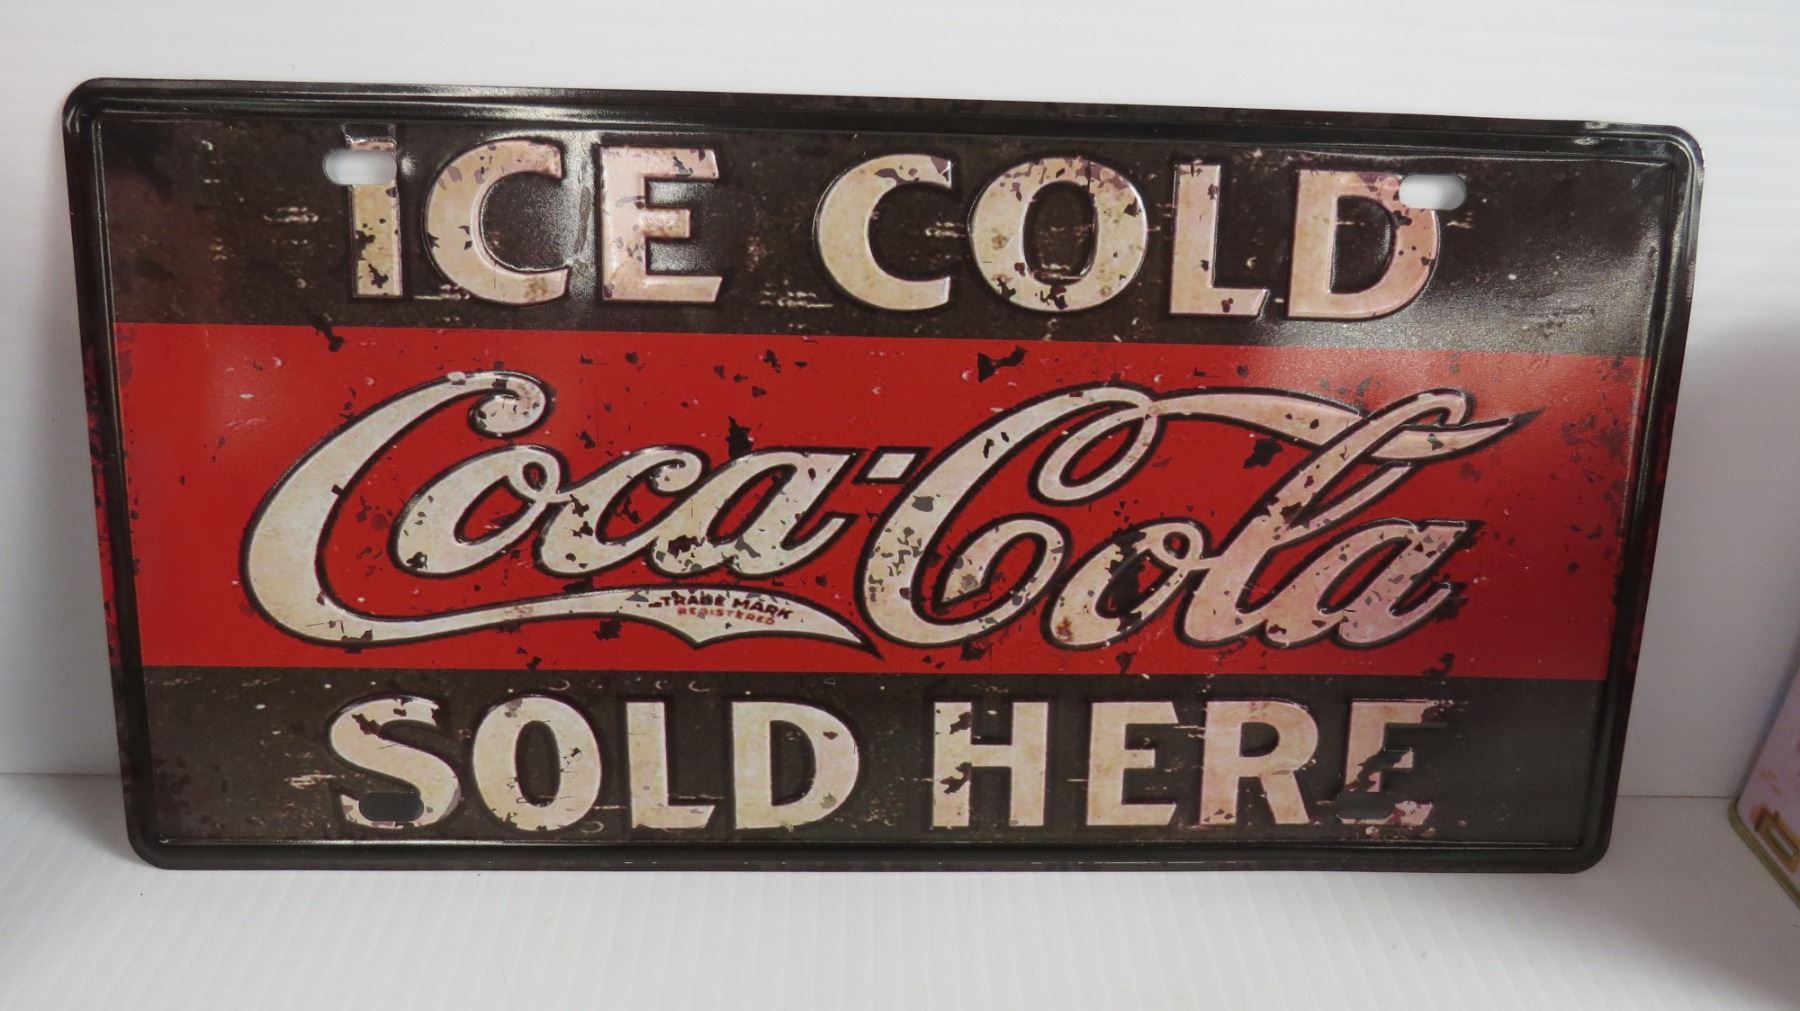 ICE COLD
Coca-Cola
TRADE MARK
REGISTERED
SOLD HERE